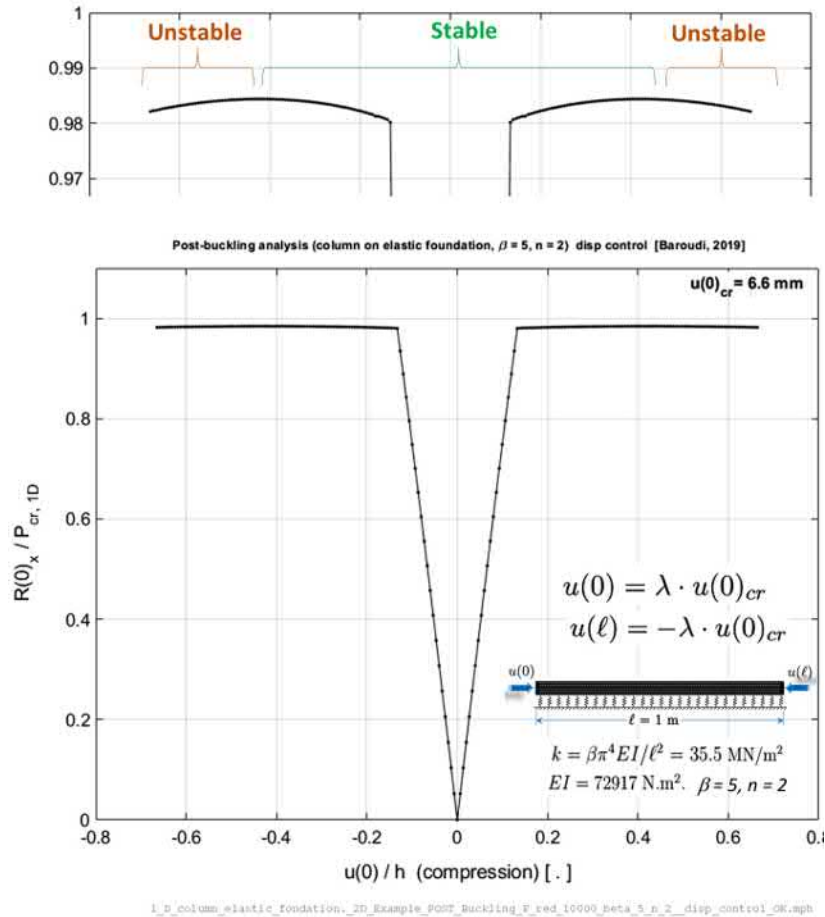 1
Unstable
Stable
Unstable
0.99
0.98
0.97
Post-buckling analysis (column on elastic foundation, β = 5, n = 2) disp control [Baroudi, 2019]
u(0)cr = 6.6 mm
1
0.8
0.6
0.4
0.2
0
R(0)x / Pcr, 1D
u(0) = λ · u(0)cr
u(ℓ) = −λ · u(0)cr
u(0)
u(ℓ)
ℓ = 1 m
k = βπ⁴EI/ℓ² = 35.5 MN/m²
EI = 72917 N.m². β = 5, n = 2
-0.8 -0.6 -0.4 -0.2 0 0.2 0.4 0.6 0.8
u(0) / h (compression) [ . ]
1_D_column_elastic_fondation._2D_Example_POST_Buckling_P_red_10000_beta_5_n_2__disp_control_OK.mph